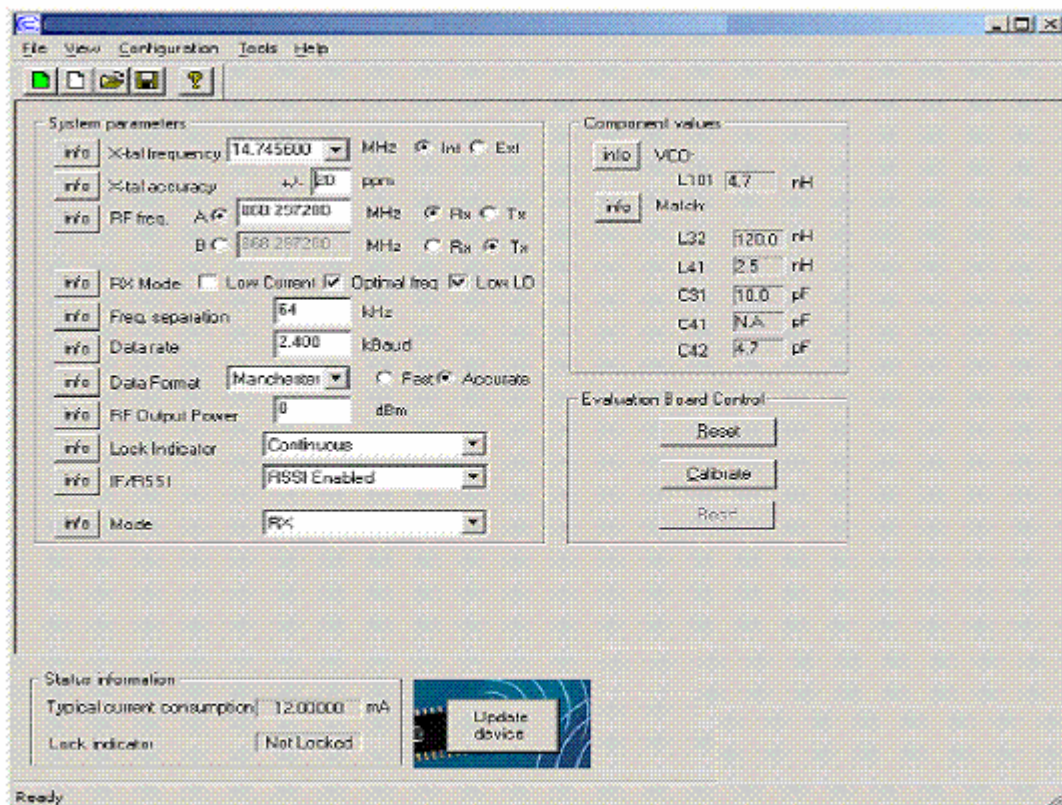 File View Configuration Tools Help
System parameters
info X-tal frequency 14.745600 MHz Int Ext
info X-tal accuracy +/- 20 ppm
info RF freq. A 868.297200 MHz Rx Tx
B 868.297200 MHz Rx Tx
info RX Mode Low Current Optimal freq Low LO
info Freq. separation 64 kHz
info Data rate 2.400 kBaud
info Data Format Manchester Fast Accurate
info RF Output Power 0 dBm
info Lock Indicator Continuous
info IF/RSSI RSSI Enabled
info Mode RX
Component values
info VCO:
L101 4.7 nH
info Match:
L32 120.0 nH
L41 2.5 nH
C31 10.0 pF
C41 N.A. pF
C42 4.7 pF
Evaluation Board Control
Reset
Calibrate
Status information
Typical current consumption 12.00000 mA
Lock indicator Not Locked
Update
device
Ready